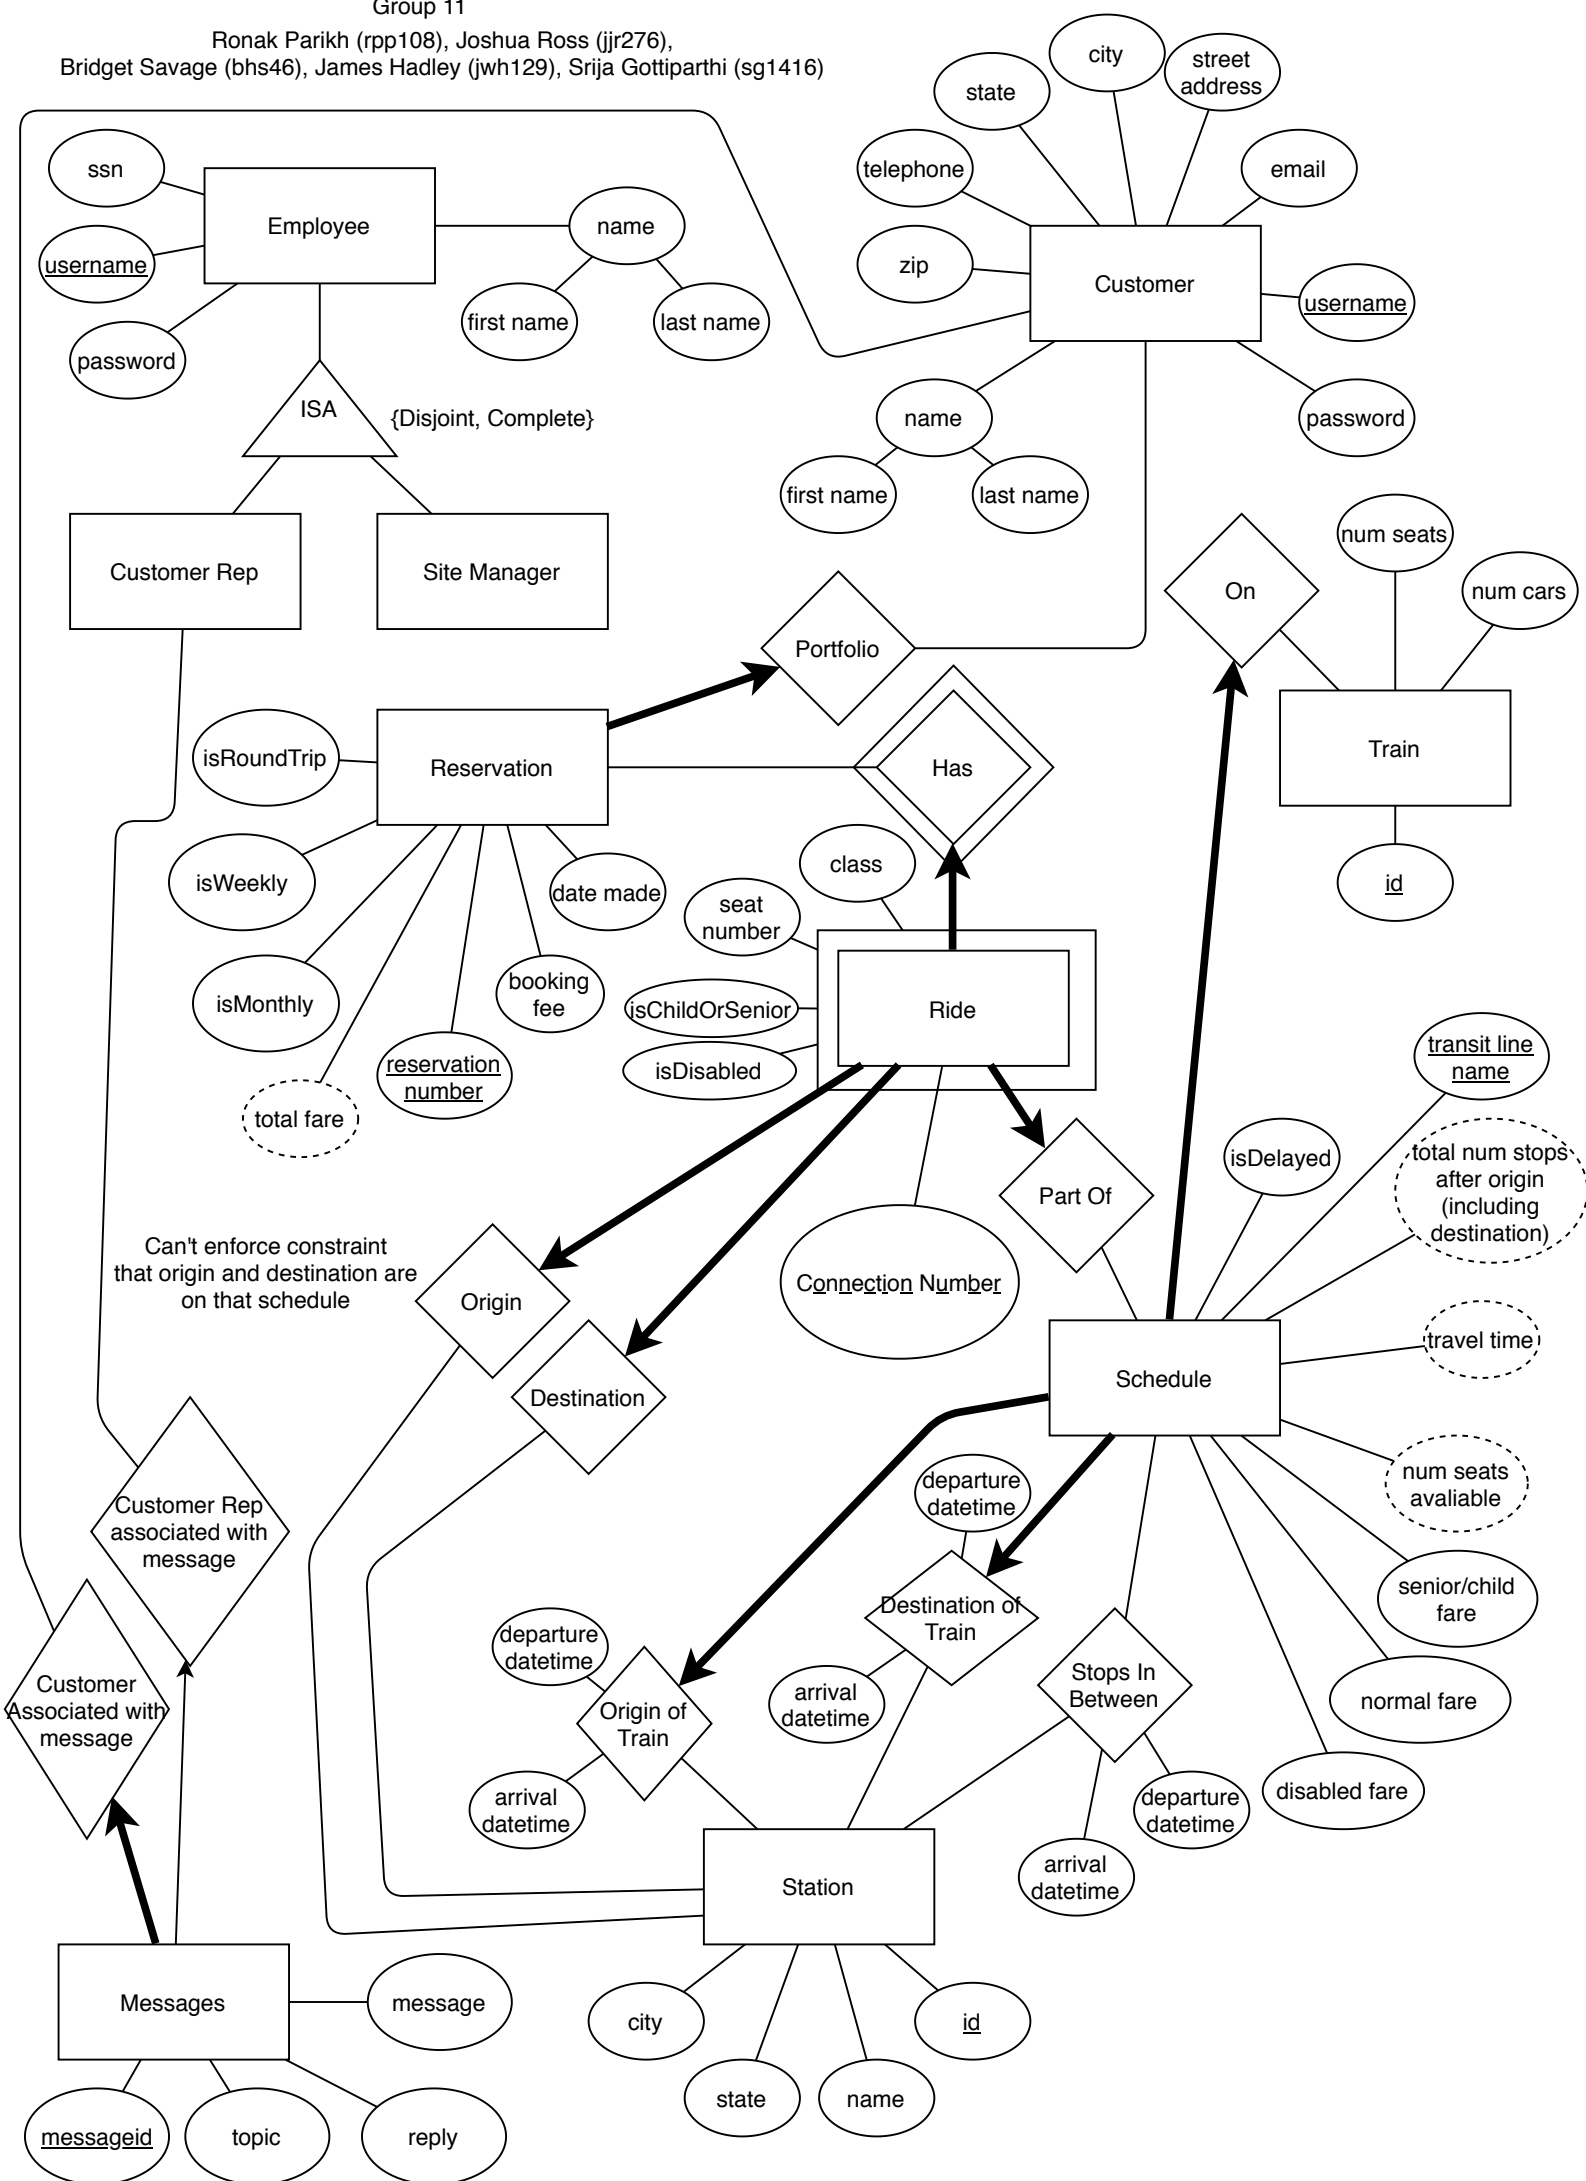 Group 11
Ronak Parikh (rpp108), Joshua Ross (jjr276),
Bridget Savage (bhs46), James Hadley (jwh129), Srija Gottiparthi (sg1416)
city
street
address
state
telephone
email
zip
Customer
username
password
name
first name
last name
ssn
Employee
name
username
first name
last name
password
ISA
{Disjoint, Complete}
Customer Rep
Site Manager
Portfolio
On
num seats
num cars
Train
id
isRoundTrip
Reservation
Has
isWeekly
date made
class
seat
number
isMonthly
booking
fee
isChildOrSenior
Ride
reservation
number
isDisabled
total fare
transit line
name
isDelayed
total num stops
after origin
(including
destination)
Part Of
Can't enforce constraint
that origin and destination are
on that schedule
Origin
Connection Number
Destination
Schedule
travel time
num seats
avaliable
departure
datetime
Customer Rep
associated with
message
senior/child
fare
Destination of
Train
departure
datetime
arrival
datetime
Stops In
Between
normal fare
Customer
Associated with
message
Origin of
Train
arrival
datetime
departure
datetime
disabled fare
arrival
datetime
Station
Messages
message
city
id
state
name
messageid
topic
reply